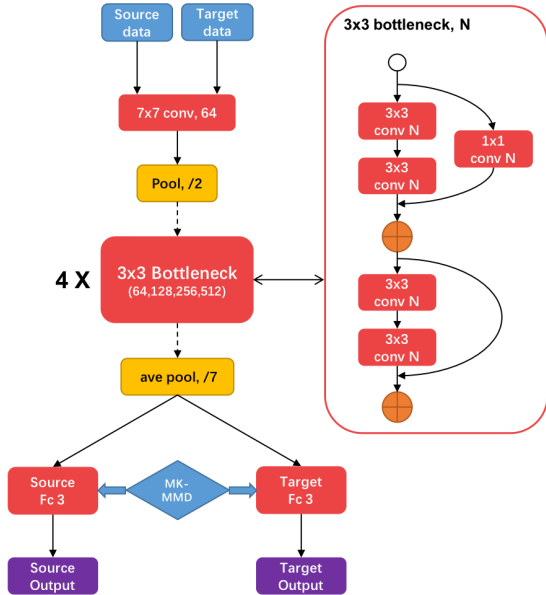 Source
data
Target
data
7x7 conv, 64
Pool, /2
4 X
3x3 Bottleneck
(64,128,256,512)
ave pool, /7
Source
Fc 3
MK-
MMD
Target
Fc 3
Source
Output
Target
Output
3x3 bottleneck, N
3x3
conv N
1x1
conv N
3x3
conv N
3x3
conv N
3x3
conv N